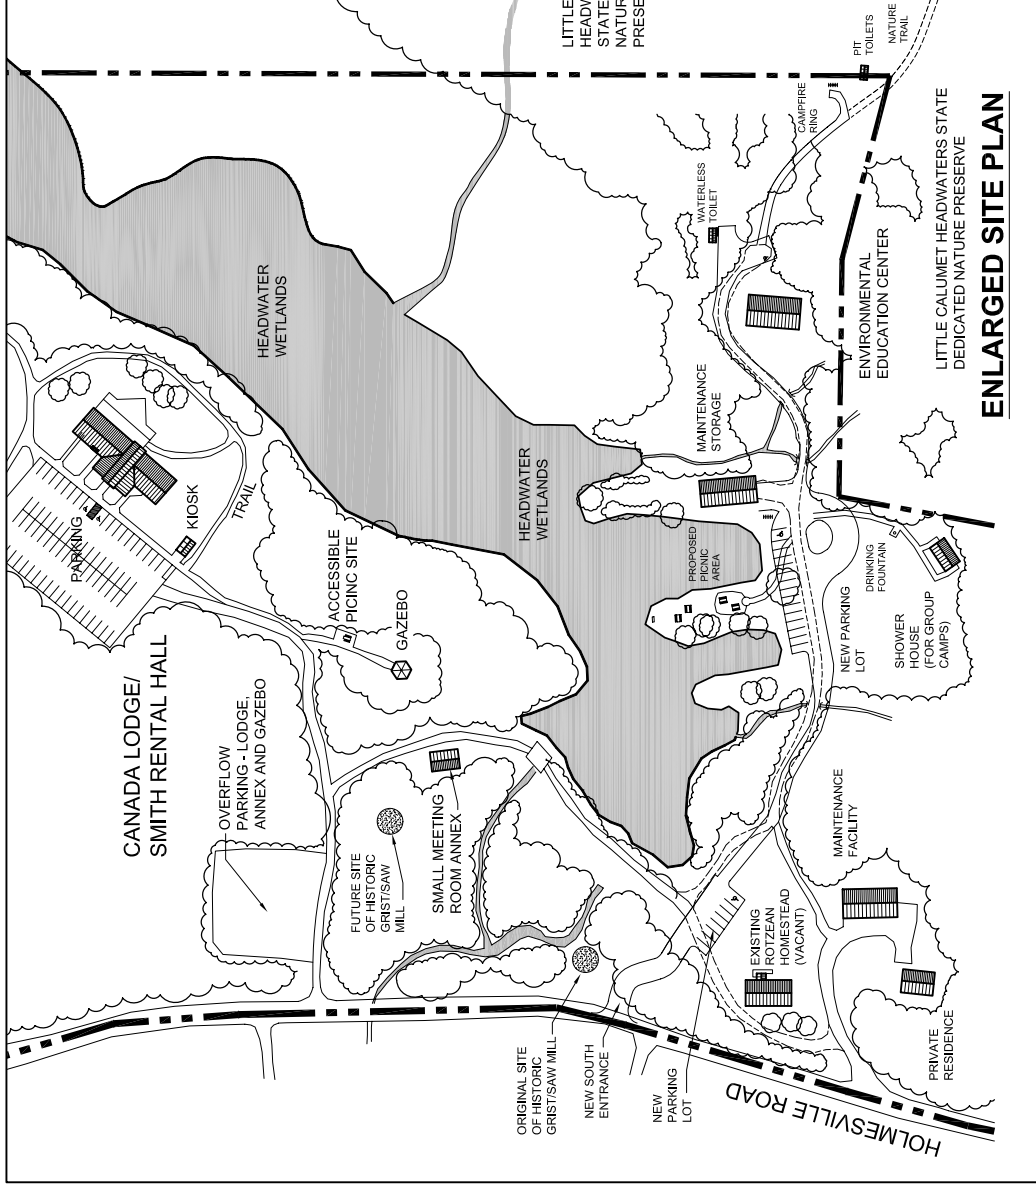 LITTLE
HEADW
STATE
NATUR
PRESE
PIT
TOILETS
NATURE
TRAIL
CAMPFIRE
RING
WATERLESS
TOILET
HEADWATER
WETLANDS
ENVIRONMENTAL
EDUCATION CENTER
LITTLE CALUMET HEADWATERS STATE
DEDICATED NATURE PRESERVE
ENLARGED SITE PLAN
MAINTENANCE
STORAGE
HEADWATER
WETLANDS
PARKING
KIOSK
TRAIL
ACCESSIBLE
PICINC SITE
GAZEBO
PROPOSED
PICNIC
AREA
DRINKING
FOUNTAIN
NEW PARKING
LOT
SHOWER
HOUSE
(FOR GROUP
CAMPS)
CANADA LODGE/
SMITH RENTAL HALL
OVERFLOW
PARKING - LODGE,
ANNEX AND GAZEBO
FUTURE SITE
OF HISTORIC
GRIST/SAW
MILL
SMALL MEETING
ROOM ANNEX
MAINTENANCE
FACILITY
EXISTING
ROTZEAN
HOMESTEAD
(VACANT)
ORIGINAL SITE
OF HISTORIC
GRIST/SAW MILL
NEW SOUTH
ENTRANCE
NEW
PARKING
LOT
PRIVATE
RESIDENCE
HOLMESVILLE ROAD